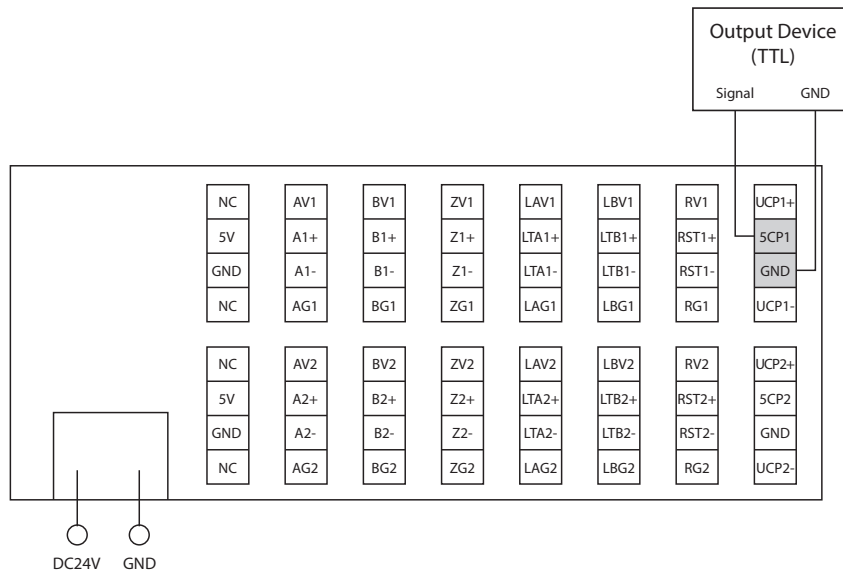 Output Device
(TTL)
Signal GND
NC AV1 BV1 ZV1 LAV1 LBV1 RV1 UCP1+
5V A1+ B1+ Z1+ LTA1+ LTB1+ RST1+ 5CP1
GND A1- B1- Z1- LTA1- LTB1- RST1- GND
NC AG1 BG1 ZG1 LAG1 LBG1 RG1 UCP1-
NC AV2 BV2 ZV2 LAV2 LBV2 RV2 UCP2+
5V A2+ B2+ Z2+ LTA2+ LTB2+ RST2+ 5CP2
GND A2- B2- Z2- LTA2- LTB2- RST2- GND
NC AG2 BG2 ZG2 LAG2 LBG2 RG2 UCP2-
DC24V GND